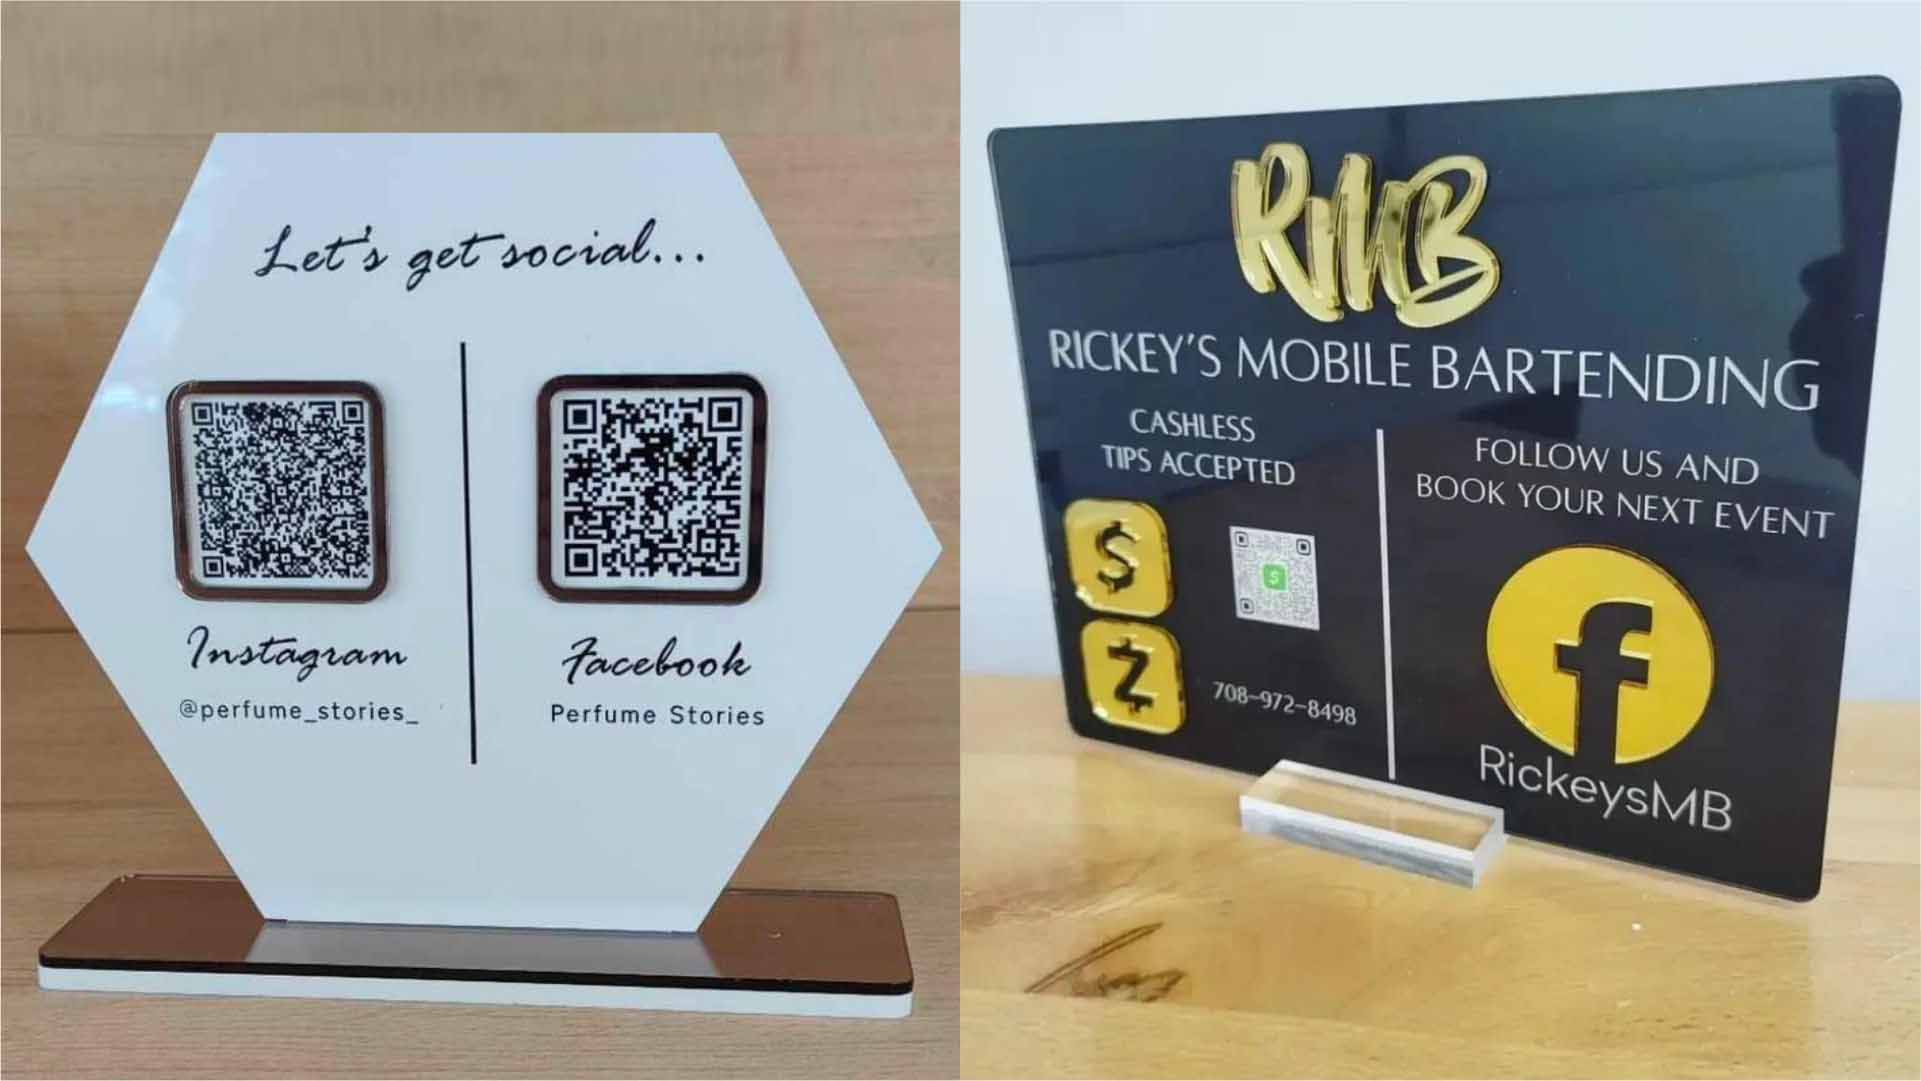 Let's get social...
Instagram
@perfume_stories_
Facebook
Perfume Stories
RMB
RICKEY'S MOBILE BARTENDING
CASHLESS
TIPS ACCEPTED
$
S
Z
708-972-8498
FOLLOW US AND
BOOK YOUR NEXT EVENT
f
RickeysMB